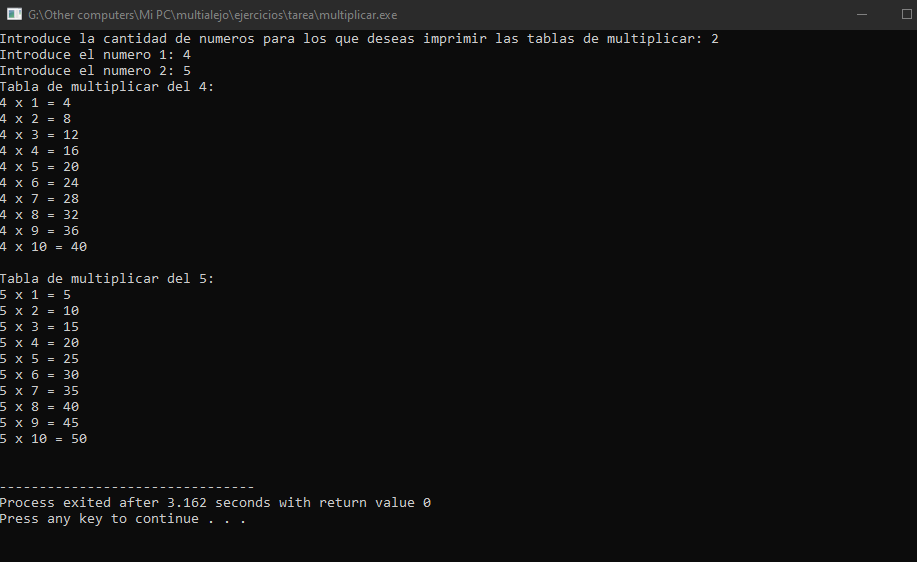 G:\Other computers\Mi PC\multialejo\ejercicios\tarea\multiplicar.exe
Introduce la cantidad de numeros para los que deseas imprimir las tablas de multiplicar: 2
Introduce el numero 1: 4
Introduce el numero 2: 5
Tabla de multiplicar del 4:
4 x 1 = 4
4 x 2 = 8
4 x 3 = 12
4 x 4 = 16
4 x 5 = 20
4 x 6 = 24
4 x 7 = 28
4 x 8 = 32
4 x 9 = 36
4 x 10 = 40
Tabla de multiplicar del 5:
5 x 1 = 5
5 x 2 = 10
5 x 3 = 15
5 x 4 = 20
5 x 5 = 25
5 x 6 = 30
5 x 7 = 35
5 x 8 = 40
5 x 9 = 45
5 x 10 = 50
--------------------------------
Process exited after 3.162 seconds with return value 0
Press any key to continue . . .